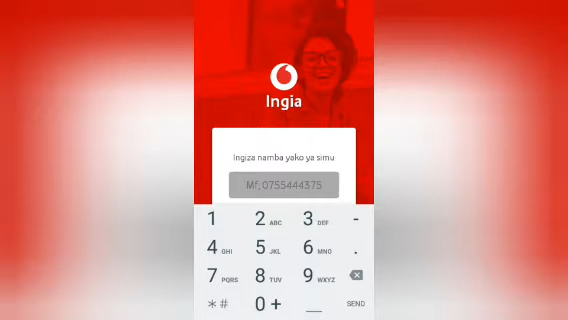 Ingia
Ingiza namba yako ya simu
Mf; 0755444375
1 2 ABC 3 DEF -
4 GHI 5 JKL 6 MNO .
7 PQRS 8 TUV 9 WXYZ
*# 0 + SEND